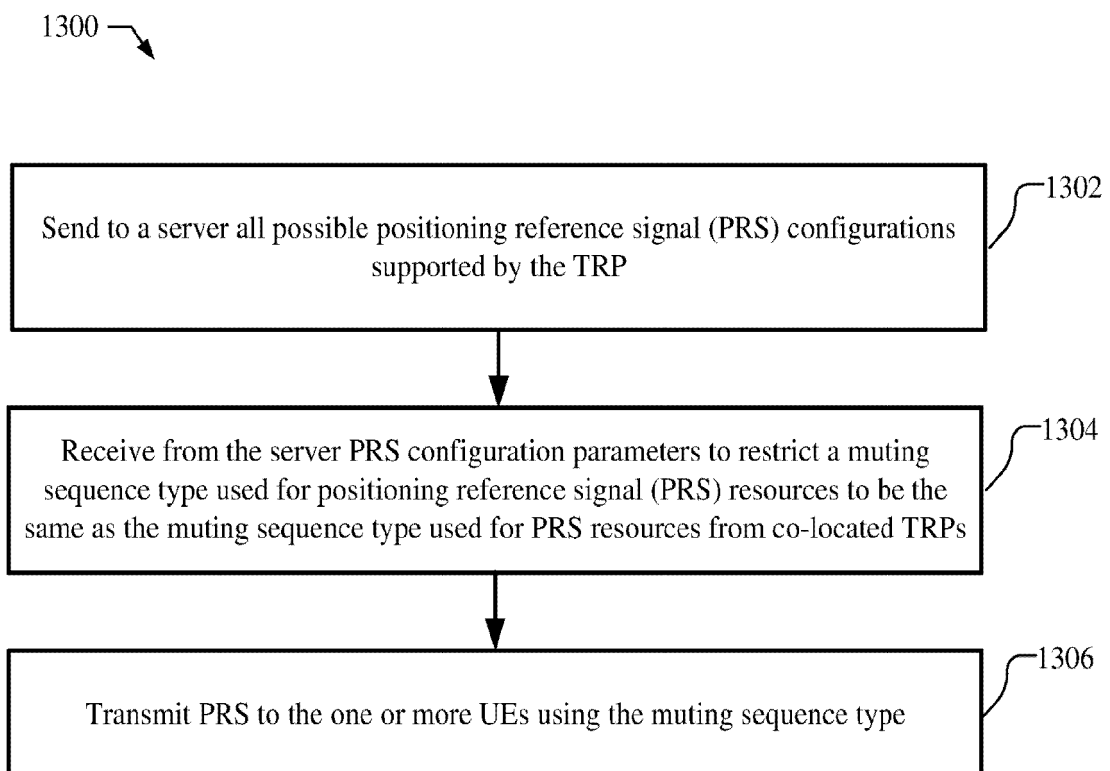 1300
1302
Send to a server all possible positioning reference signal (PRS) configurations
supported by the TRP
1304
Receive from the server PRS configuration parameters to restrict a muting
sequence type used for positioning reference signal (PRS) resources to be the
same as the muting sequence type used for PRS resources from co-located TRPs
1306
Transmit PRS to the one or more UEs using the muting sequence type